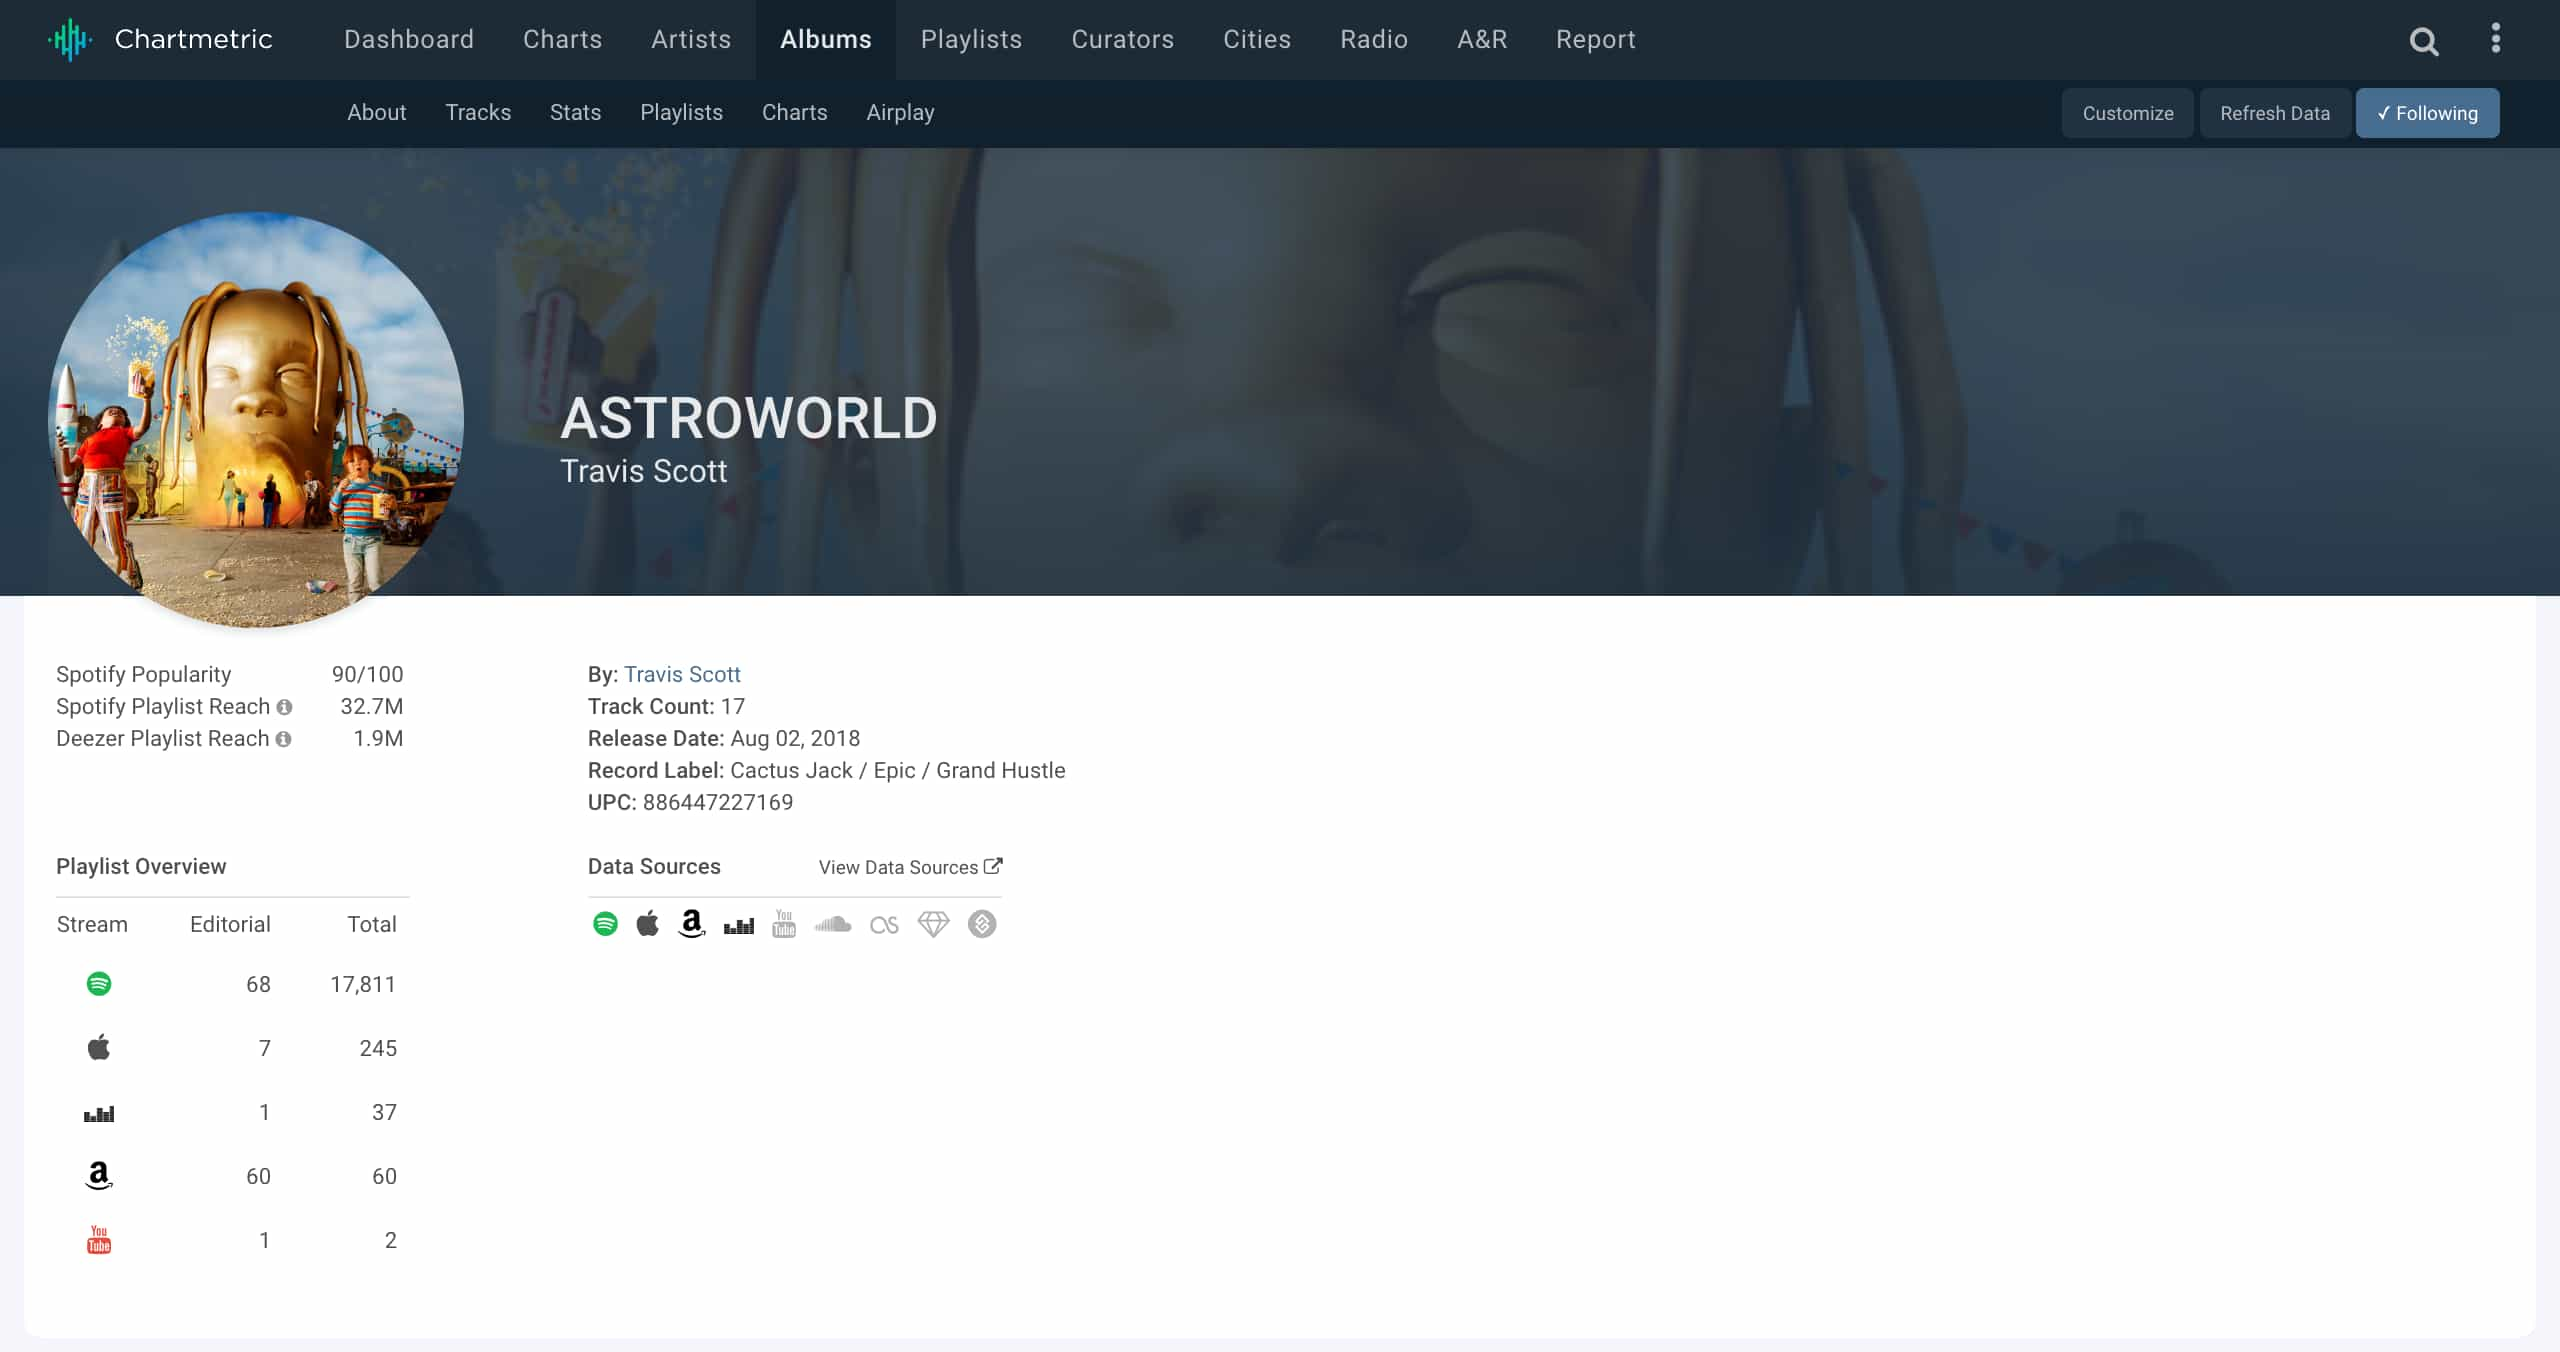 Chartmetric Dashboard Charts Artists Albums Playlists Curators Cities Radio A&R Report
About Tracks Stats Playlists Charts Airplay Customize Refresh Data ✓ Following
ASTROWORLD
Travis Scott
Spotify Popularity 90/100
Spotify Playlist Reach 32.7M
Deezer Playlist Reach 1.9M
By: Travis Scott
Track Count: 17
Release Date: Aug 02, 2018
Record Label: Cactus Jack / Epic / Grand Hustle
UPC: 886447227169
Playlist Overview
Stream Editorial Total
68 17,811
7 245
1 37
a 60 60
You Tube 1 2
Data Sources View Data Sources
a You Tube